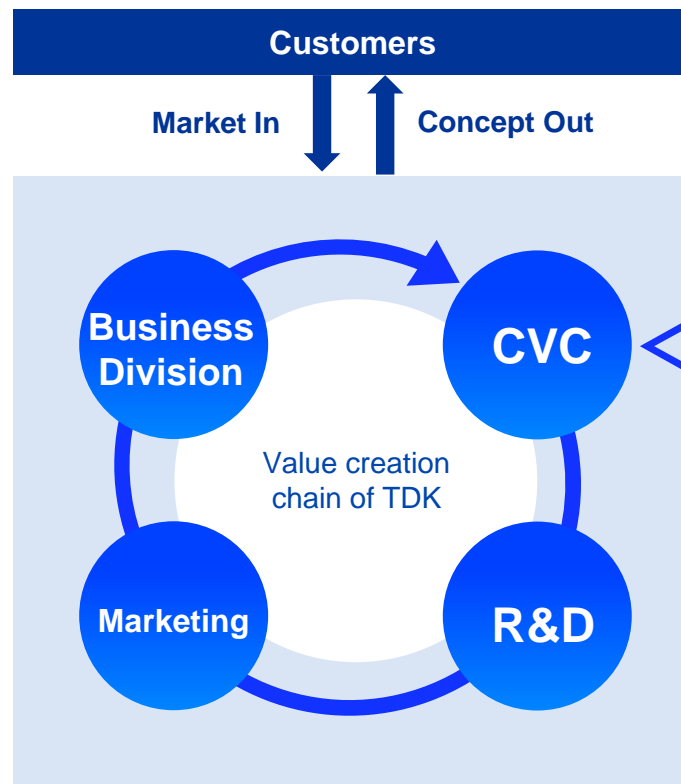 Customers
Market In
Concept Out
Business
Division
CVC
Value creation
chain of TDK
Marketing
R&D